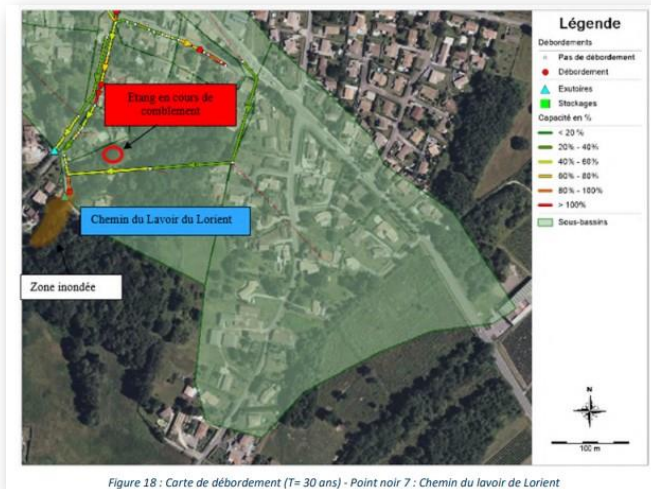 Légende
Débordements
Pas de débordement
Débordement
Exutoires
Stockages
Capacité en %
< 20 %
20% - 40%
40% - 60%
60% - 80%
80% - 100%
> 100%
Sous-bassins
Etang en cours de
comblement
Chemin du Lavoir du Lorient
Zone inondée
N
100 m
Figure 18 : Carte de débordement (T= 30 ans) - Point noir 7 : Chemin du lavoir de Lorient